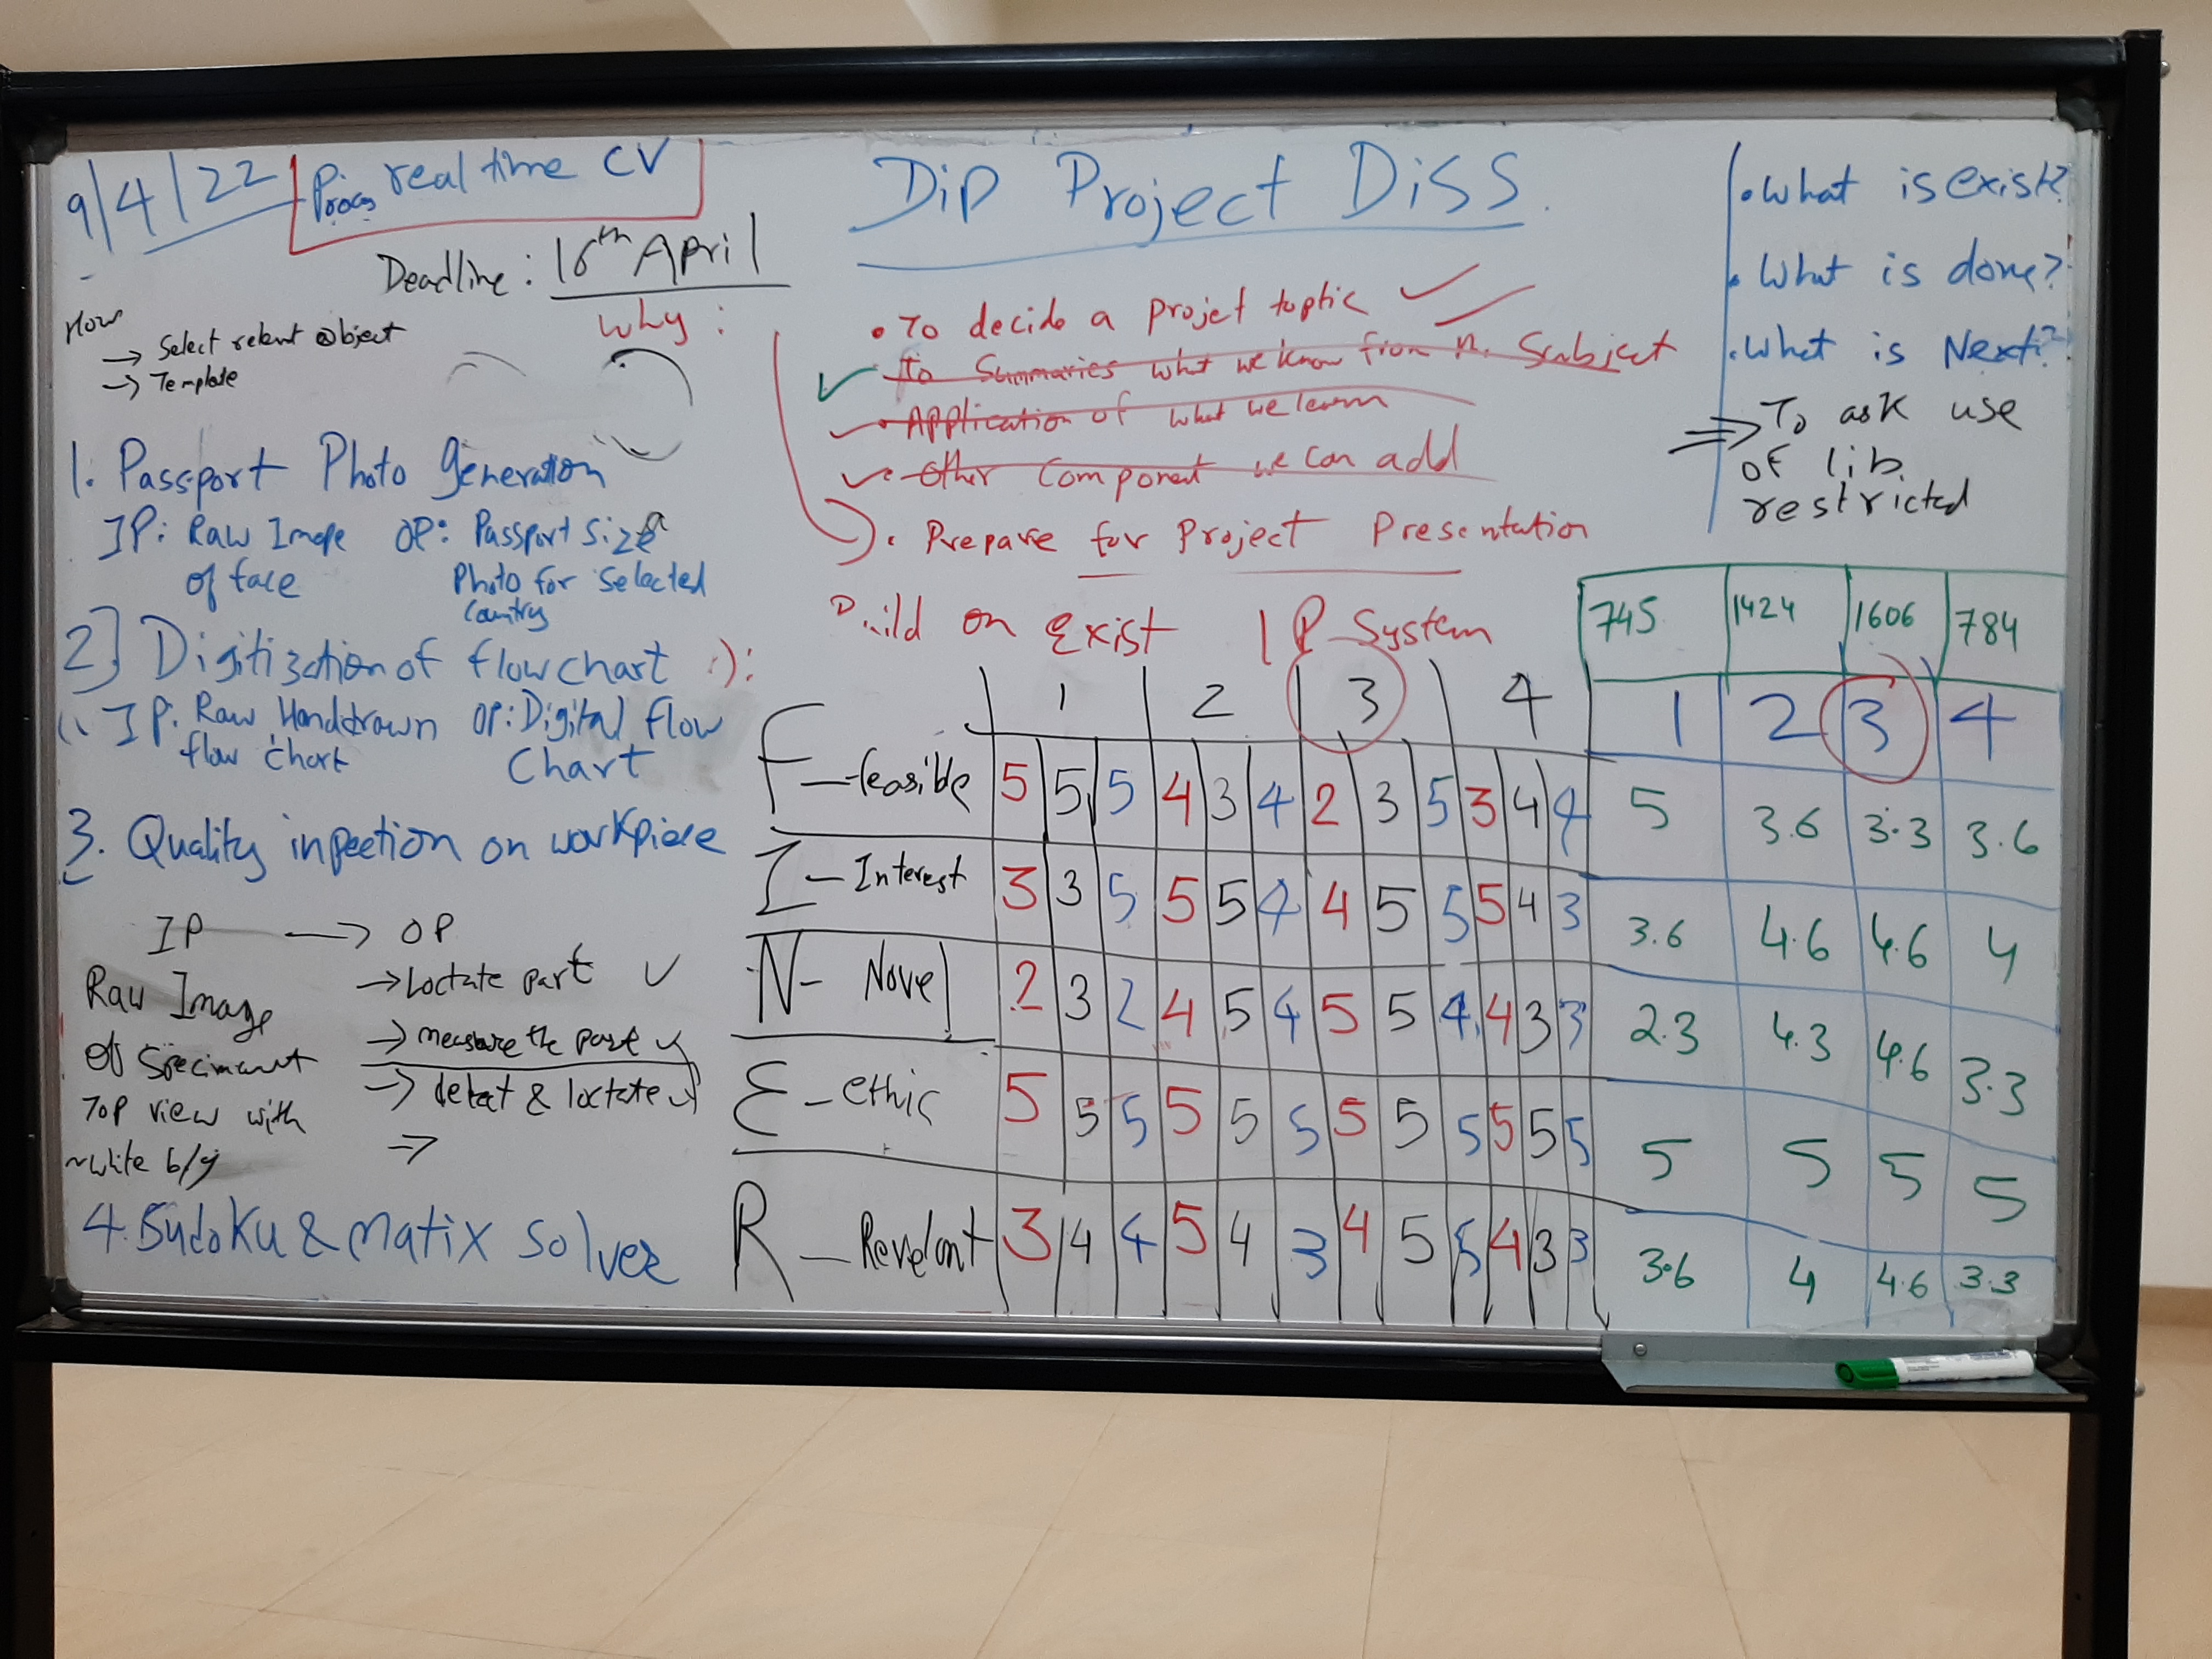 9/4/22 Process real time CV
Deadline: 16th April
How
→ Select relent object
→ Template
1. Passport Photo Generation
IP: Raw Image of face
OP: Passport Size Photo for Selected Country
2] Digitization of flowchart
IP: Raw Handdrawn flow chart
OP: Digital flow Chart
3. Quality inpection on workpiece
IP → OP
Raw Image
of Specimant
Top view with
~white b/g
→ Loctate part ✓
→ measure the part ✓
→ detect & loctate ✓
⇒
4. Sudoku & Matix Solver
Dip Project Diss.
Why:
• To decide a Projet toptic ✓
✓ • To Summaries what we know from Subject
✓ • Application of what we learn
✓ • Other Component we can add
• Prepare for Project Presentation
Build on Exist IP System
1 2 3 4
F - feasible 5 5 5 4 3 4 2 3 5 3 4 4
I - Interest 3 3 5 5 5 4 4 5 5 5 4 3
N - Novel 2 3 2 4 5 4 5 5 4 4 3 3
E - ethic 5 5 5 5 5 5 5 5 5 5 5 5
R - Revelant 3 4 4 5 4 3 4 5 5 4 3 3
• What is exist?
• What is done?
• What is Next?
⇒ To ask use
of lib.
restricted
745 1424 1606 784
1 2 3 4
5 3.6 3.3 3.6
3.6 4.6 4.6 4
2.3 4.3 4.6 3.3
5 5 5 5
3.6 4 4.6 3.3